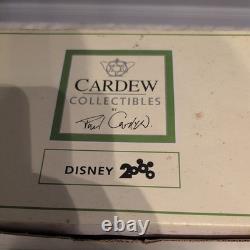 CARDEW
COLLECTIBLES
BY
Paul Cardew.
DISNEY 2000